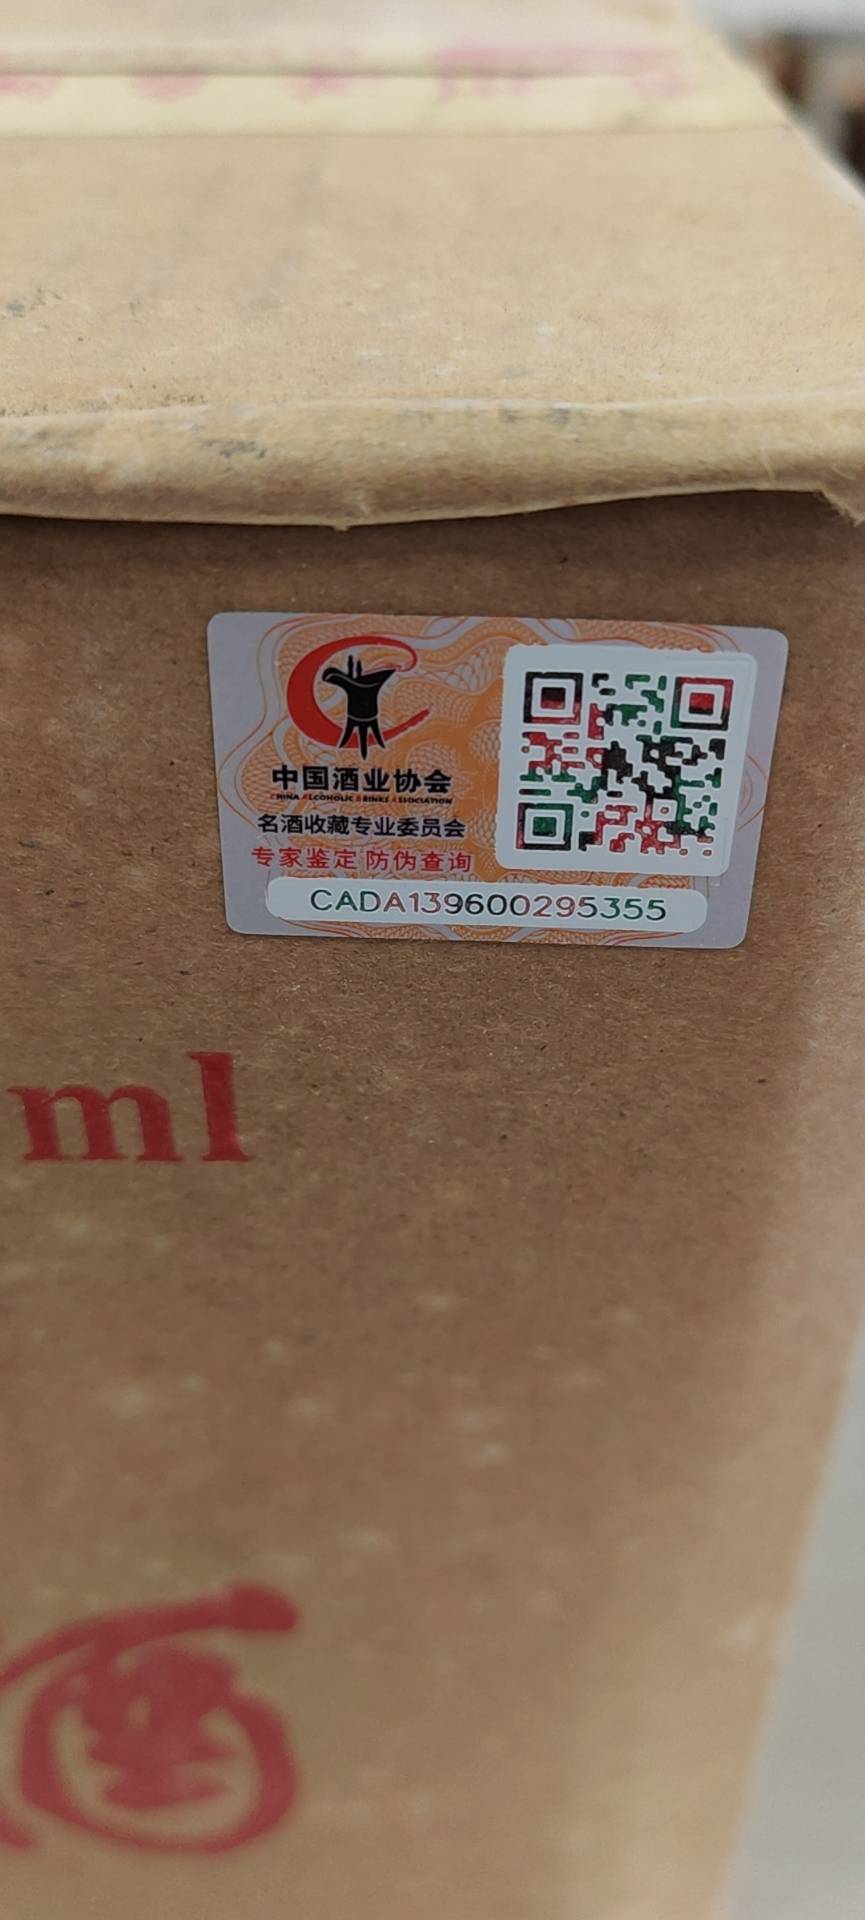 中国酒业协会
CHINA ALCOHOLIC DRINKS ASSOCIATION
名酒收藏专业委员会
专家鉴定 防伪查询
CADA139600295355
ml
酒